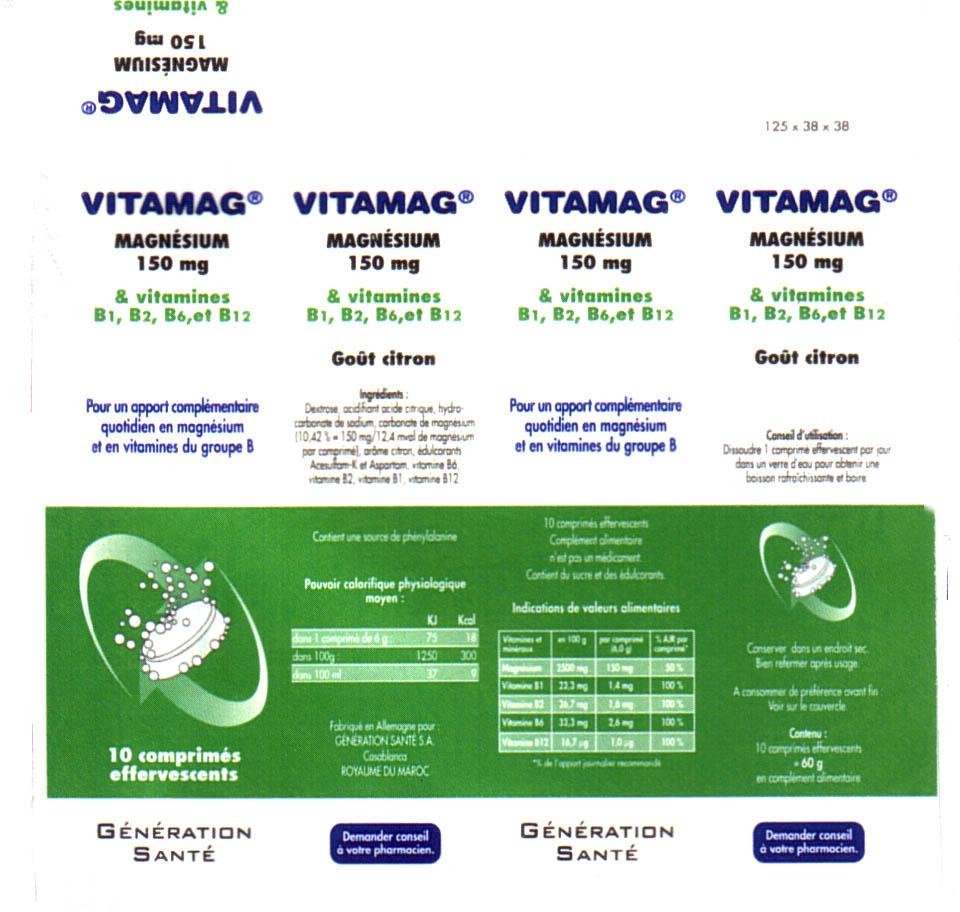 & vitamines
150 mg
MAGNÉSIUM
VITAMAG®
125 x 38 x 38
VITAMAG®
MAGNÉSIUM
150 mg
& vitamines
B1, B2, B6,et B12
Pour un apport complémentaire
quotidien en magnésium
et en vitamines du groupe B
10 comprimés
effervescents
GÉNÉRATION
SANTÉ
VITAMAG®
MAGNÉSIUM
150 mg
& vitamines
B1, B2, B6,et B12
Goût citron
Ingrédients :
Dextrose, acidifiant acide citrique, hydro-
carbonate de sodium, carbonate de magnésium
(10,42 % = 150 mg/12,4 mval de magnésium
par comprimé), arôme citron, édulcorants
Acesulfam-K et Aspartam, vitamine B6,
vitamine B2, vitamine B1, vitamine B12
Contient une source de phénylalanine
Pouvoir calorifique physiologique
moyen :
KJ Kcal
dans 1 comprimé de 6 g : 75 18
dans 100g : 1250 300
dans 100 ml : 37 9
Fabriqué en Allemagne pour :
GÉNÉRATION SANTÉ S.A.
Casablanca
ROYAUME DU MAROC
Demander conseil
à votre pharmacien.
VITAMAG®
MAGNÉSIUM
150 mg
& vitamines
B1, B2, B6,et B12
Pour un apport complémentaire
quotidien en magnésium
et en vitamines du groupe B
10 comprimés effervescents
Complément alimentaire
n'est pas un médicament.
Contient du sucre et des édulcorants.
Indications de valeurs alimentaires
Vitamines et minéraux en 100 g par comprimé (6,0 g) % AJR par comprimé*
Magnésium 2500 mg 150 mg 50 %
Vitamine B1 23,3 mg 1,4 mg 100 %
Vitamine B2 26,7 mg 1,6 mg 100 %
Vitamine B6 33,3 mg 2,6 mg 100 %
Vitamine B12 16,7 µg 1,0 µg 100 %
*% de l'apport journalier recommandé
GÉNÉRATION
SANTÉ
VITAMAG®
MAGNÉSIUM
150 mg
& vitamines
B1, B2, B6,et B12
Goût citron
Conseil d'utilisation :
Dissoudre 1 comprimé effervescent par jour
dans un verre d'eau pour obtenir une
boisson rafraîchissante et boire
Conserver dans un endroit sec.
Bien refermer après usage.
A consommer de préférence avant fin :
Voir sur le couvercle.
Contenu :
10 comprimés effervescents
= 60 g
en complément alimentaire
Demander conseil
à votre pharmacien.